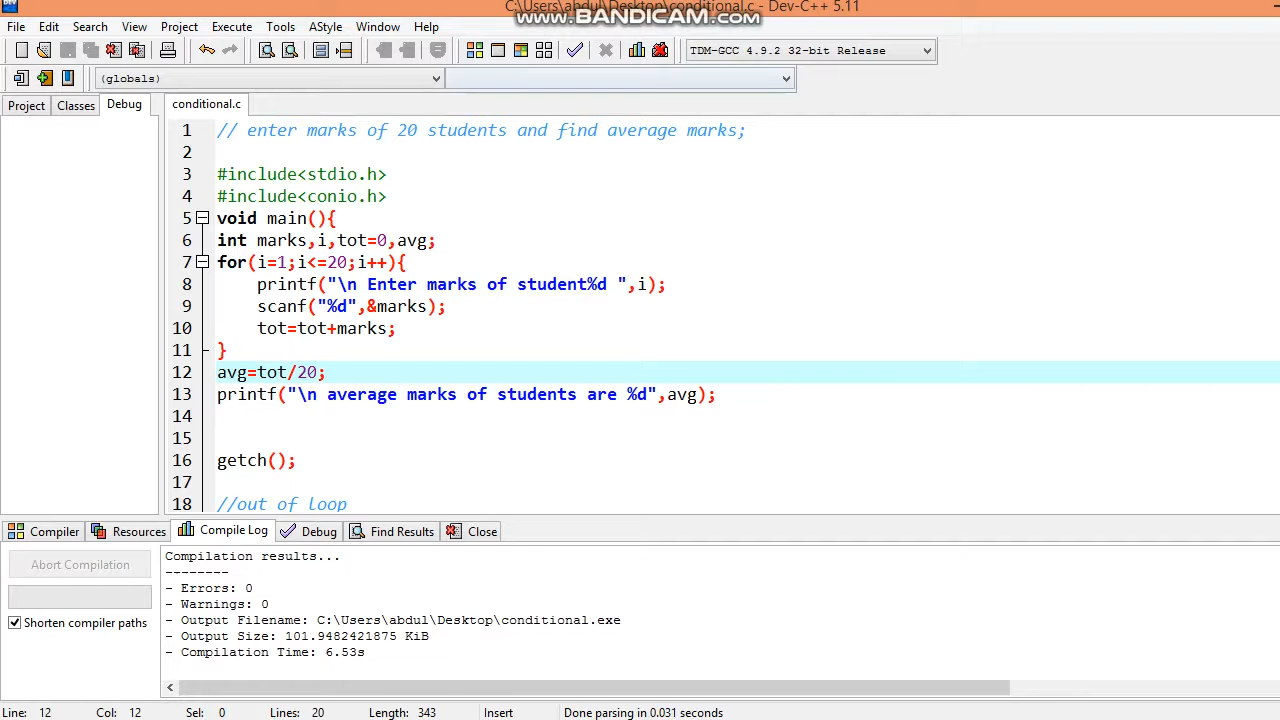 C:\Users\abdul\Desktop\conditional.c - Dev-C++ 5.11
www.BANDICAM.com
File Edit Search View Project Execute Tools AStyle Window Help
TDM-GCC 4.9.2 32-bit Release
(globals)
Project Classes Debug conditional.c
1 // enter marks of 20 students and find average marks;
2
3 #include<stdio.h>
4 #include<conio.h>
5 void main(){
6 int marks,i,tot=0,avg;
7 for(i=1;i<=20;i++){
8 printf("\n Enter marks of student%d ",i);
9 scanf("%d",&marks);
10 tot=tot+marks;
11 }
12 avg=tot/20;
13 printf("\n average marks of students are %d",avg);
14
15
16 getch();
17
18 //out of loop
Compiler Resources Compile Log Debug Find Results Close
Abort Compilation
Shorten compiler paths
Compilation results...
--------
- Errors: 0
- Warnings: 0
- Output Filename: C:\Users\abdul\Desktop\conditional.exe
- Output Size: 101.9482421875 KiB
- Compilation Time: 6.53s
Line: 12 Col: 12 Sel: 0 Lines: 20 Length: 343 Insert Done parsing in 0.031 seconds